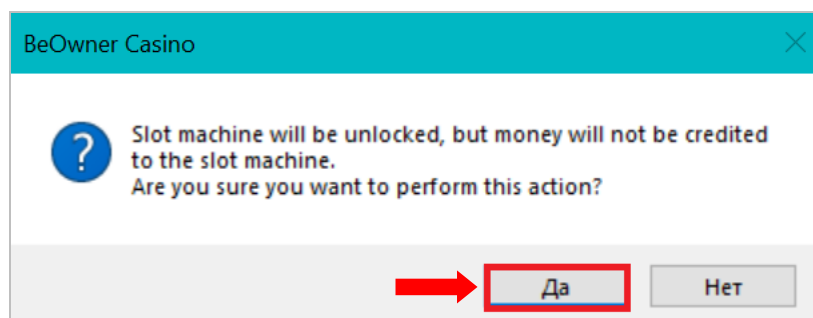 BeOwner Casino
Slot machine will be unlocked, but money will not be credited
to the slot machine.
Are you sure you want to perform this action?
Да
Нет